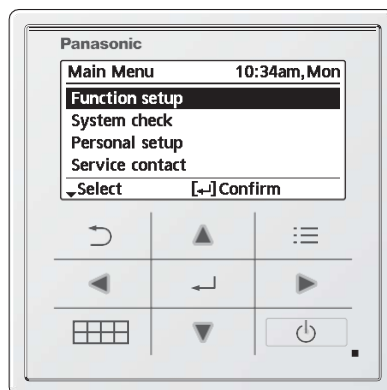 Panasonic
Main Menu 10:34am,Mon
Function setup
System check
Personal setup
Service contact
Select [↵]Confirm